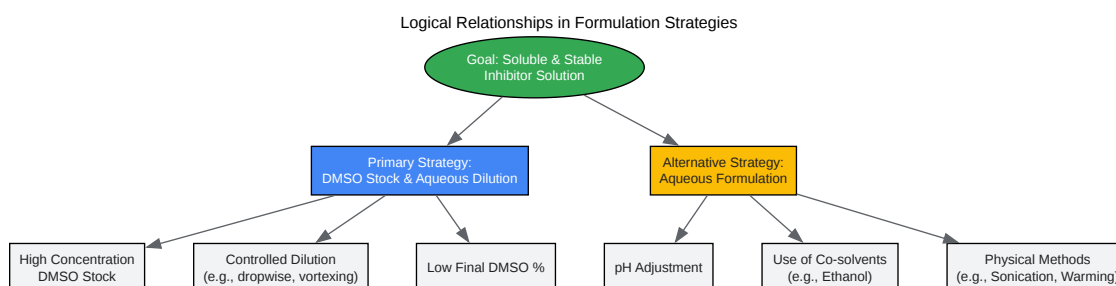 Logical Relationships in Formulation Strategies
Goal: Soluble & Stable
Inhibitor Solution
Primary Strategy:
DMSO Stock & Aqueous Dilution
Alternative Strategy:
Aqueous Formulation
High Concentration
DMSO Stock
Controlled Dilution
(e.g., dropwise, vortexing)
Low Final DMSO %
pH Adjustment
Use of Co-solvents
(e.g., Ethanol)
Physical Methods
(e.g., Sonication, Warming)